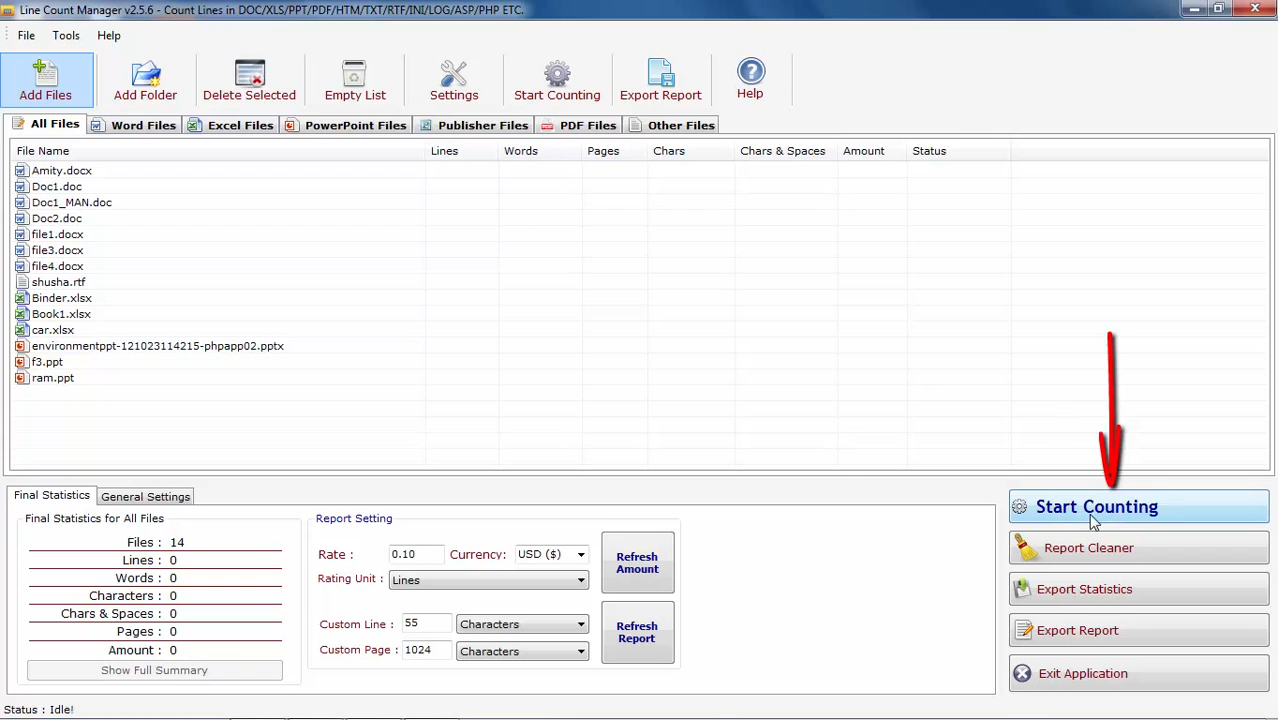 Line Count Manager v2.5.6 - Count Lines in DOC/XLS/PPT/PDF/HTM/TXT/RTF/INI/LOG/ASP/PHP ETC.
File Tools Help
Add Files Add Folder Delete Selected Empty List Settings Start Counting Export Report Help
All Files Word Files Excel Files PowerPoint Files Publisher Files PDF Files Other Files
File Name Lines Words Pages Chars Chars & Spaces Amount Status
Amity.docx
Doc1.doc
Doc1_MAN.doc
Doc2.doc
file1.docx
file3.docx
file4.docx
shusha.rtf
Binder.xlsx
Book1.xlsx
car.xlsx
environmentppt-121023114215-phpapp02.pptx
f3.ppt
ram.ppt
Final Statistics General Settings
Final Statistics for All Files
Files : 14
Lines : 0
Words : 0
Characters : 0
Chars & Spaces : 0
Pages : 0
Amount : 0
Show Full Summary
Report Setting
Rate : 0.10 Currency: USD ($)
Rating Unit : Lines
Custom Line : 55 Characters
Custom Page : 1024 Characters
Refresh
Amount
Refresh
Report
Start Counting
Report Cleaner
Export Statistics
Export Report
Exit Application
Status : Idle!